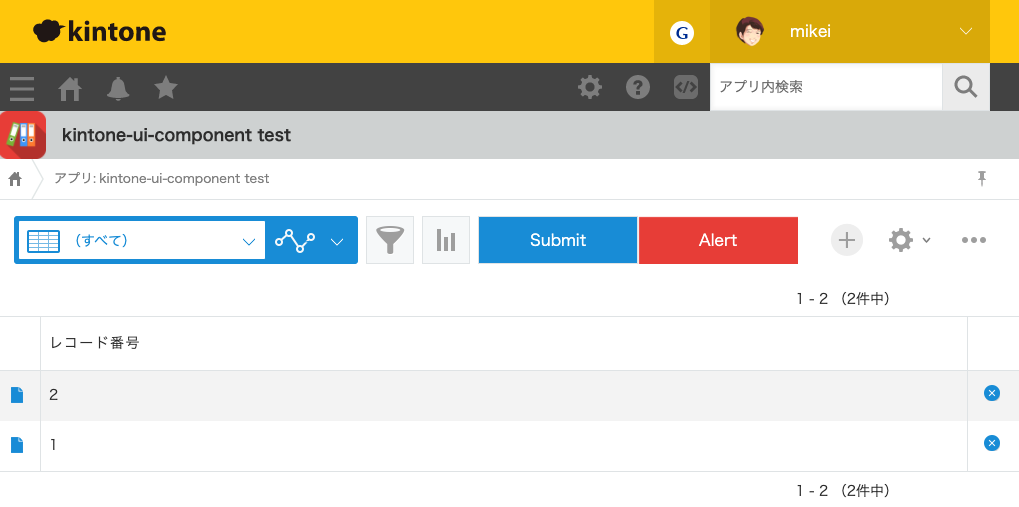 kintone
G
mikei
アプリ内検索
kintone-ui-component test
アプリ: kintone-ui-component test
（すべて）
Submit
Alert
1 - 2 （2件中）
レコード番号
2
1
1 - 2 （2件中）